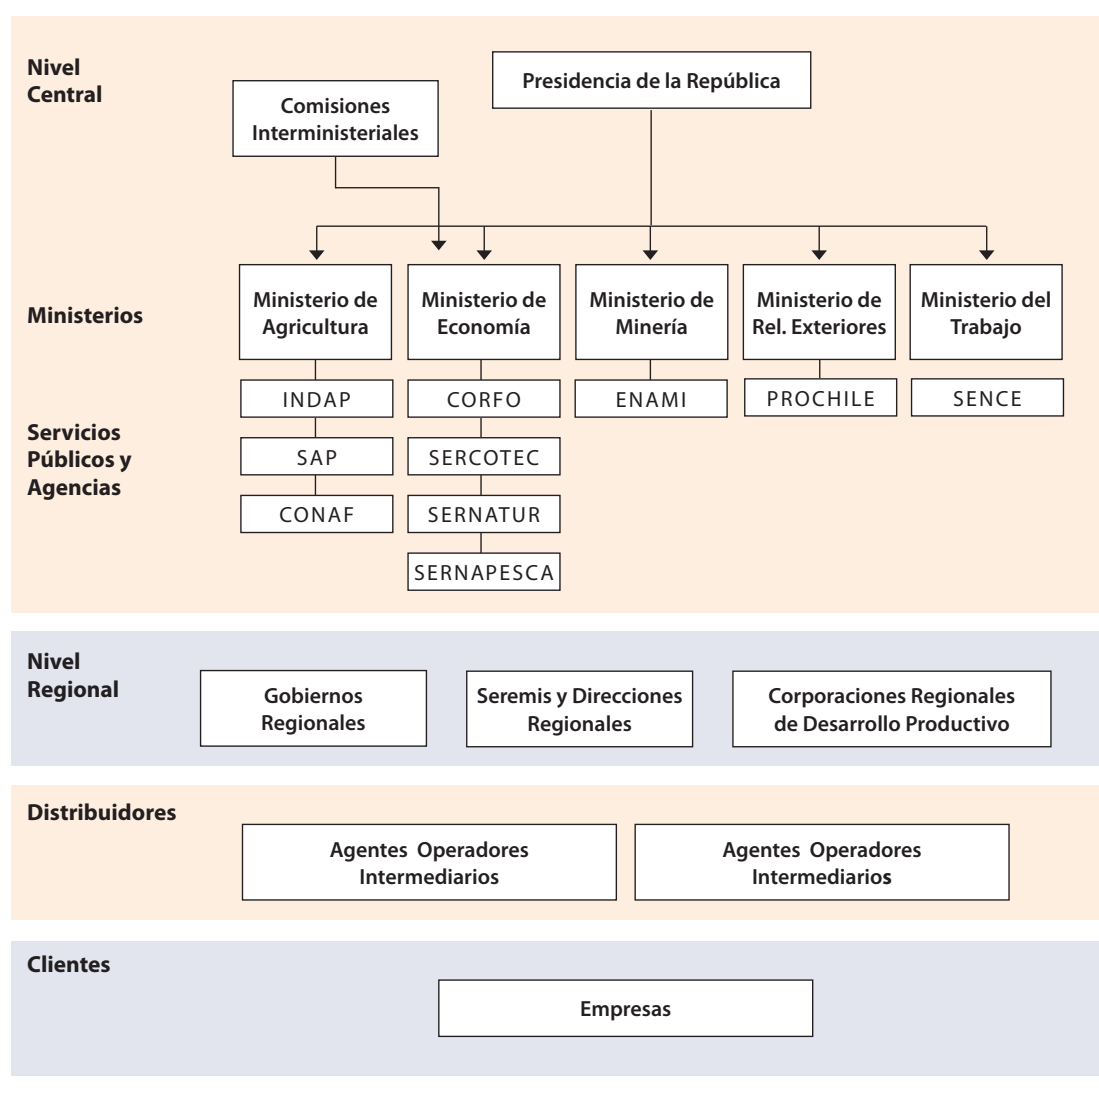 Nivel
Central
Presidencia de la República
Comisiones
Interministeriales
Ministerios
Ministerio de
Agricultura
Ministerio de
Economía
Ministerio de
Minería
Ministerio de
Rel. Exteriores
Ministerio del
Trabajo
Servicios
Públicos y
Agencias
INDAP
CORFO
ENAMI
PROCHILE
SENCE
SAP
SERCOTEC
CONAF
SERNATUR
SERNAPESCA
Nivel
Regional
Gobiernos
Regionales
Seremis y Direcciones
Regionales
Corporaciones Regionales
de Desarrollo Productivo
Distribuidores
Agentes Operadores
Intermediarios
Agentes Operadores
Intermediarios
Clientes
Empresas